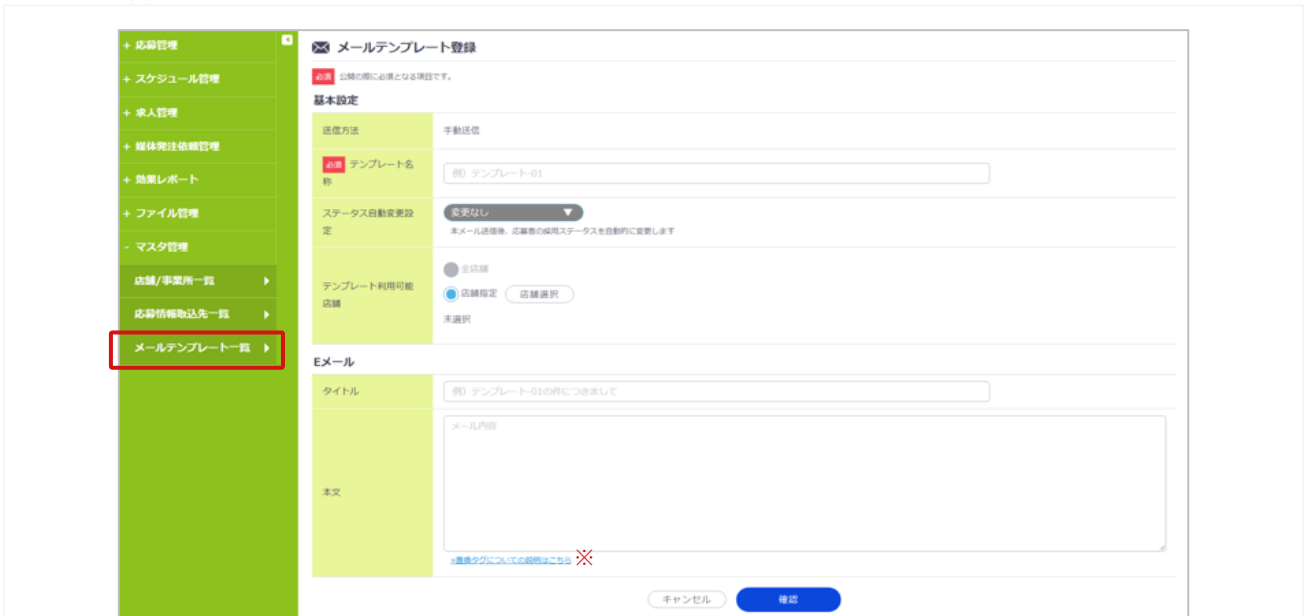 + 応募管理
+ スケジュール管理
+ 求人管理
+ 媒体発注依頼管理
+ 効果レポート
+ ファイル管理
- マスタ管理
店舗/事業所一覧
応募情報取込先一覧
メールテンプレート一覧
メールテンプレート登録
必須 公開の際に必須となる項目です。
基本設定
送信方法 手動送信
必須 テンプレート名
称
例）テンプレート-01
ステータス自動変更設
定
変更なし ▼
本メール送信後、応募者の採用ステータスを自動的に変更します
テンプレート利用可能
店舗
全店舗
店舗指定 店舗選択
未選択
Eメール
タイトル 例）テンプレート-01の件につきまして
本文
メール内容
»置換タグについての説明はこちら ※
キャンセル 確認